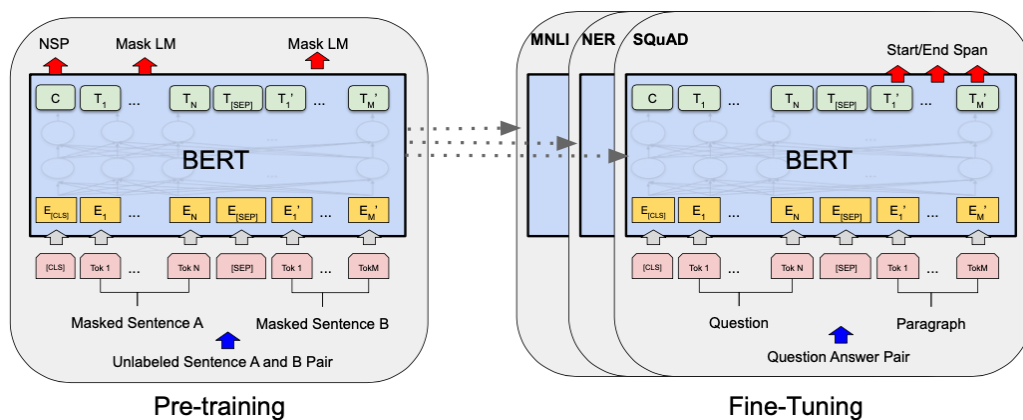 NSP Mask LM Mask LM
C T1 ... TN T[SEP] T1' ... TM'
BERT
E[CLS] E1 ... EN E[SEP] E1' ... EM'
[CLS] Tok 1 ... Tok N [SEP] Tok 1 ... TokM
Masked Sentence A Masked Sentence B
Unlabeled Sentence A and B Pair
Pre-training
MNLI NER SQuAD
Start/End Span
C T1 ... TN T[SEP] T1' ... TM'
BERT
E[CLS] E1 ... EN E[SEP] E1' ... EM'
[CLS] Tok 1 ... Tok N [SEP] Tok 1 ... TokM
Question Paragraph
Question Answer Pair
Fine-Tuning